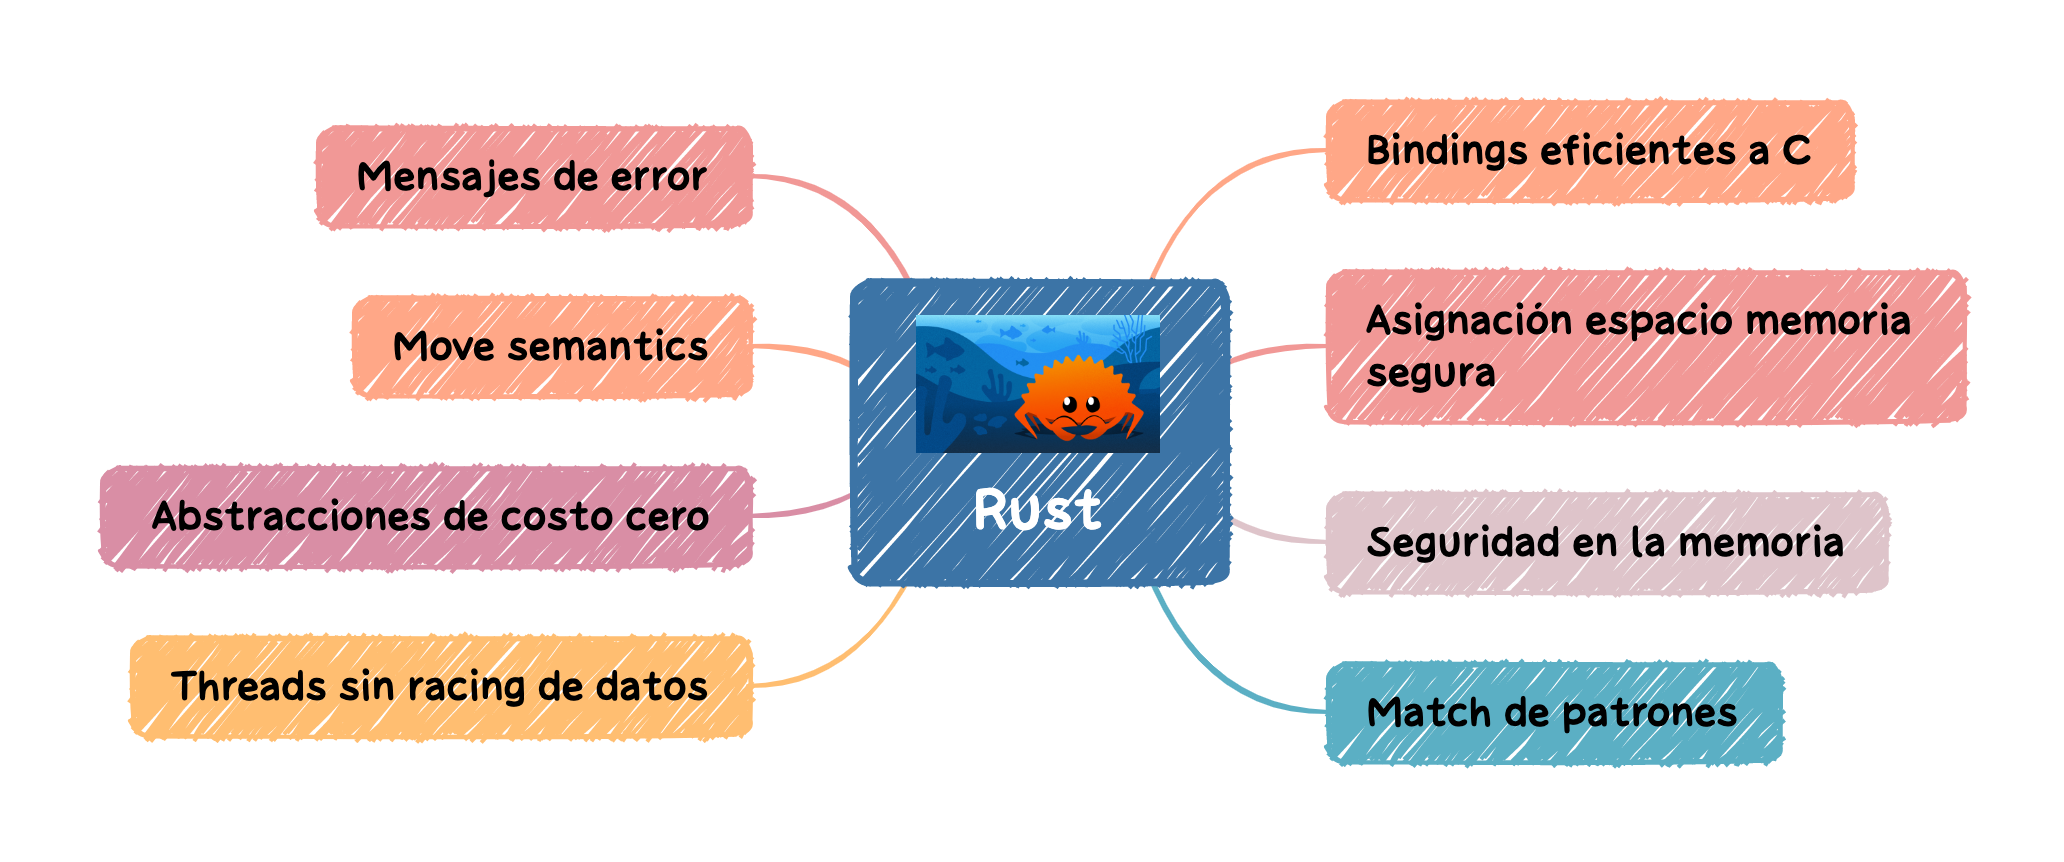 Mensajes de error
Move semantics
Abstracciones de costo cero
Threads sin racing de datos
Rust
Bindings eficientes a C
Asignación espacio memoria
segura
Seguridad en la memoria
Match de patrones